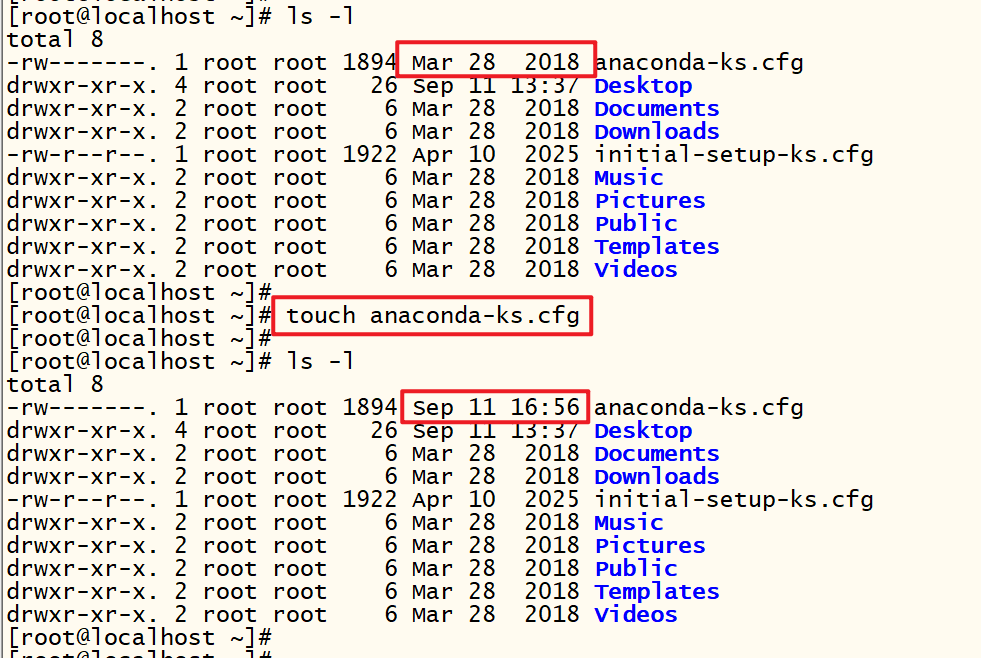 [root@localhost ~]# ls -l
total 8
-rw-------. 1 root root 1894 Mar 28  2018 anaconda-ks.cfg
drwxr-xr-x. 4 root root   26 Sep 11 13:37 Desktop
drwxr-xr-x. 2 root root    6 Mar 28  2018 Documents
drwxr-xr-x. 2 root root    6 Mar 28  2018 Downloads
-rw-r--r--. 1 root root 1922 Apr 10  2025 initial-setup-ks.cfg
drwxr-xr-x. 2 root root    6 Mar 28  2018 Music
drwxr-xr-x. 2 root root    6 Mar 28  2018 Pictures
drwxr-xr-x. 2 root root    6 Mar 28  2018 Public
drwxr-xr-x. 2 root root    6 Mar 28  2018 Templates
drwxr-xr-x. 2 root root    6 Mar 28  2018 Videos
[root@localhost ~]#
[root@localhost ~]# touch anaconda-ks.cfg
[root@localhost ~]#
[root@localhost ~]# ls -l
total 8
-rw-------. 1 root root 1894 Sep 11 16:56 anaconda-ks.cfg
drwxr-xr-x. 4 root root   26 Sep 11 13:37 Desktop
drwxr-xr-x. 2 root root    6 Mar 28  2018 Documents
drwxr-xr-x. 2 root root    6 Mar 28  2018 Downloads
-rw-r--r--. 1 root root 1922 Apr 10  2025 initial-setup-ks.cfg
drwxr-xr-x. 2 root root    6 Mar 28  2018 Music
drwxr-xr-x. 2 root root    6 Mar 28  2018 Pictures
drwxr-xr-x. 2 root root    6 Mar 28  2018 Public
drwxr-xr-x. 2 root root    6 Mar 28  2018 Templates
drwxr-xr-x. 2 root root    6 Mar 28  2018 Videos
[root@localhost ~]#